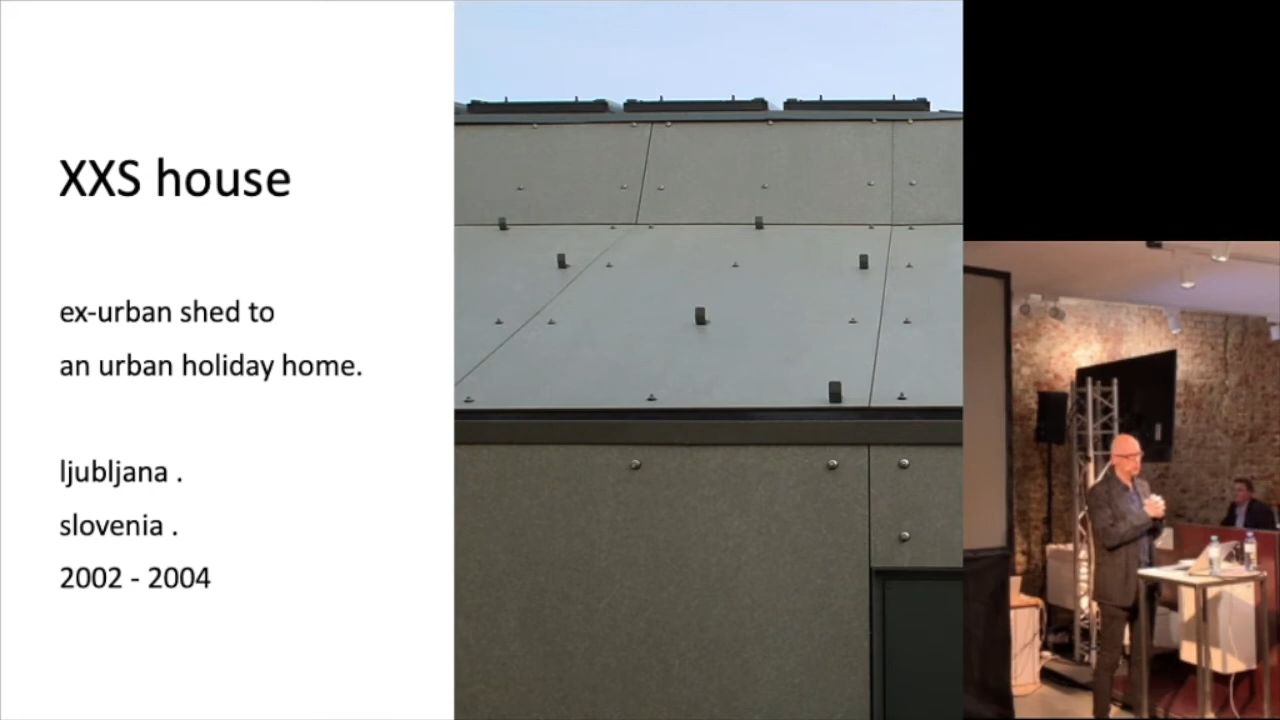 XXS house
ex-urban shed to
an urban holiday home.
ljubljana .
slovenia .
2002 - 2004